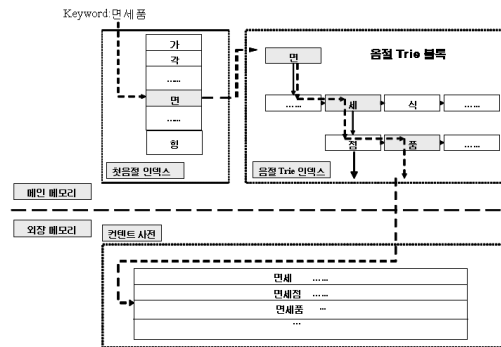 Keyword:면세품
가
각
......
면
......
힝
첫음절 인덱스
면
음절 Trie 블록
......
세
식
......
점
품
......
음절 Trie 인덱스
메인 메모리
외장 메모리
컨텐트 사전
면세 ......
면세점 ......
면세품 ...
...